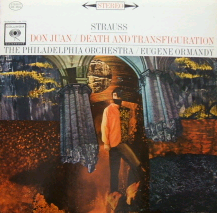 STEREO
STRAUSS
DON JUAN / DEATH AND TRANSFIGURATION
THE PHILADELPHIA ORCHESTRA / EUGENE ORMANDY